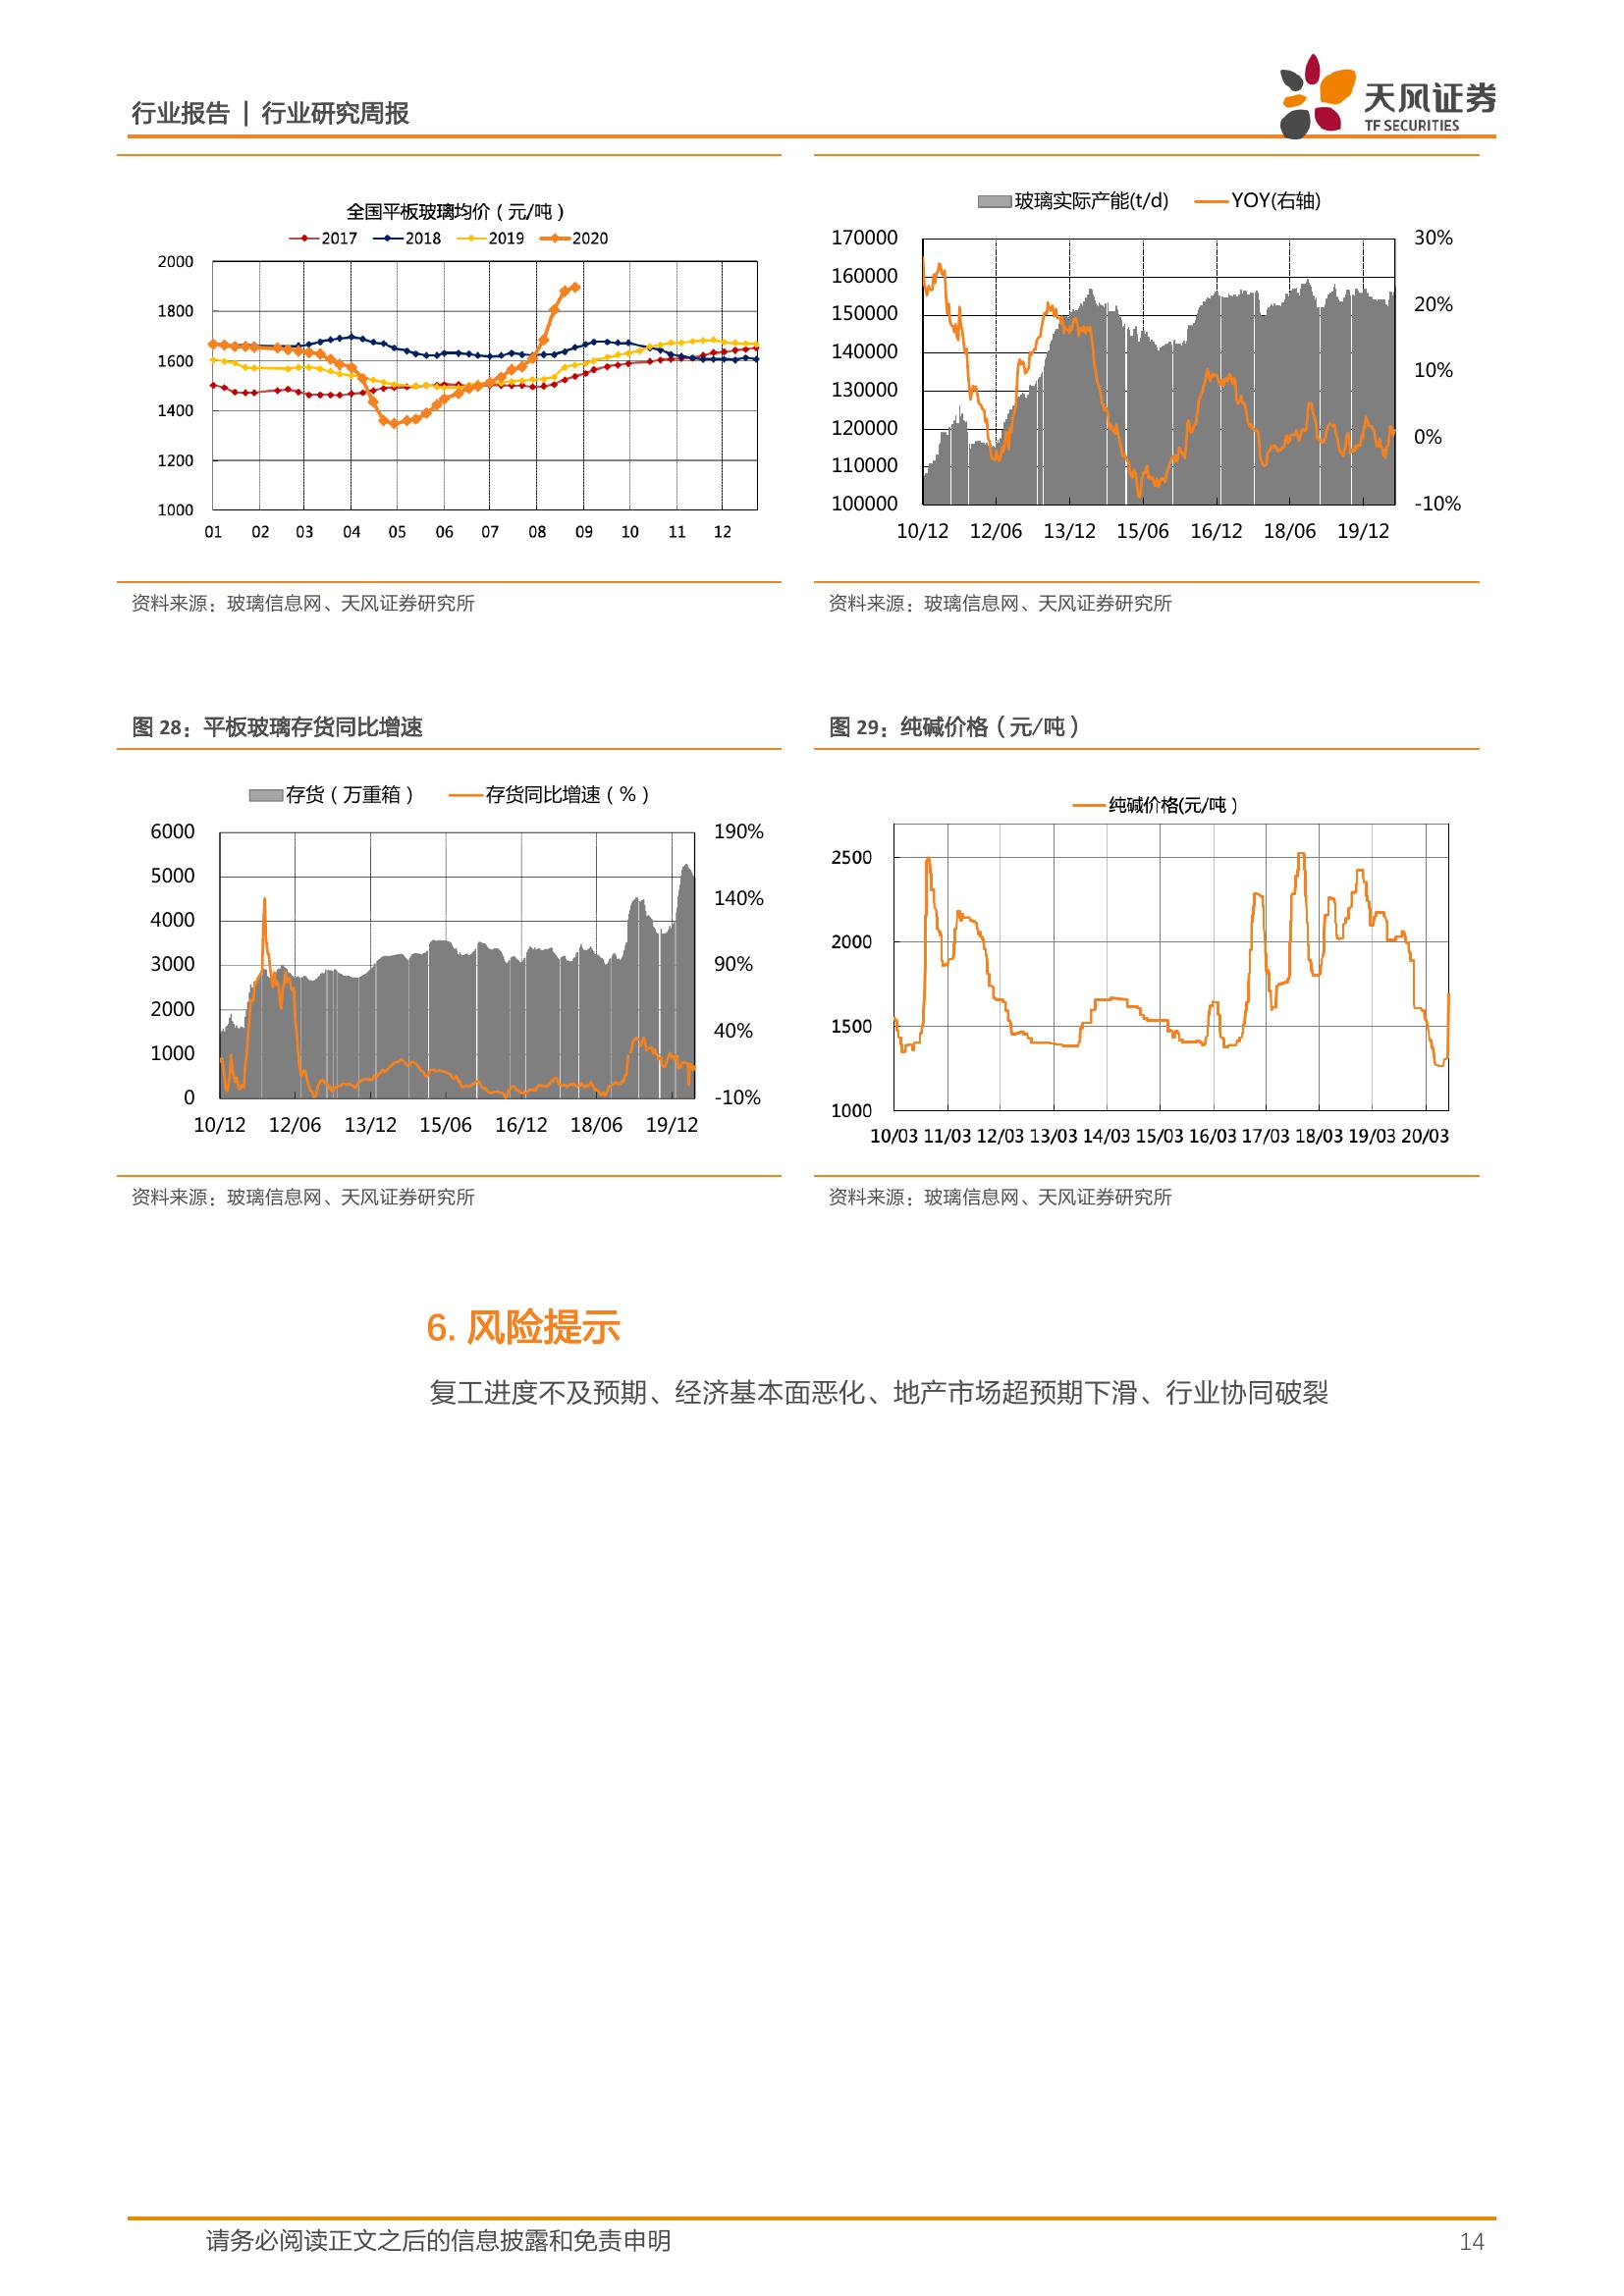 行业报告 | 行业研究周报
天风证券
TF SECURITIES
全国平板玻璃均价（元/吨）
2017 2018 2019 2020
2000
1800
1600
1400
1200
1000
01 02 03 04 05 06 07 08 09 10 11 12
玻璃实际产能(t/d) YOY(右轴)
170000 30%
160000
150000 20%
140000
130000 10%
120000 0%
110000
100000 -10%
10/12 12/06 13/12 15/06 16/12 18/06 19/12
资料来源：玻璃信息网、天风证券研究所
资料来源：玻璃信息网、天风证券研究所
图 28：平板玻璃存货同比增速
存货（万重箱） 存货同比增速（%）
6000 190%
5000 140%
4000
3000 90%
2000 40%
1000
0 -10%
10/12 12/06 13/12 15/06 16/12 18/06 19/12
图 29：纯碱价格（元/吨）
纯碱价格(元/吨）
2500
2000
1500
1000
10/03 11/03 12/03 13/03 14/03 15/03 16/03 17/03 18/03 19/03 20/03
资料来源：玻璃信息网、天风证券研究所
资料来源：玻璃信息网、天风证券研究所
6. 风险提示
复工进度不及预期、经济基本面恶化、地产市场超预期下滑、行业协同破裂
请务必阅读正文之后的信息披露和免责申明 14